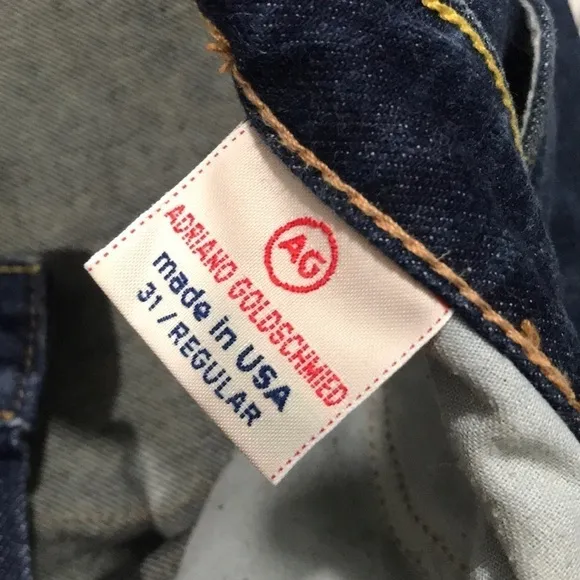 AG
ADRIANO GOLDSCHMIED
made in USA
31/REGULAR